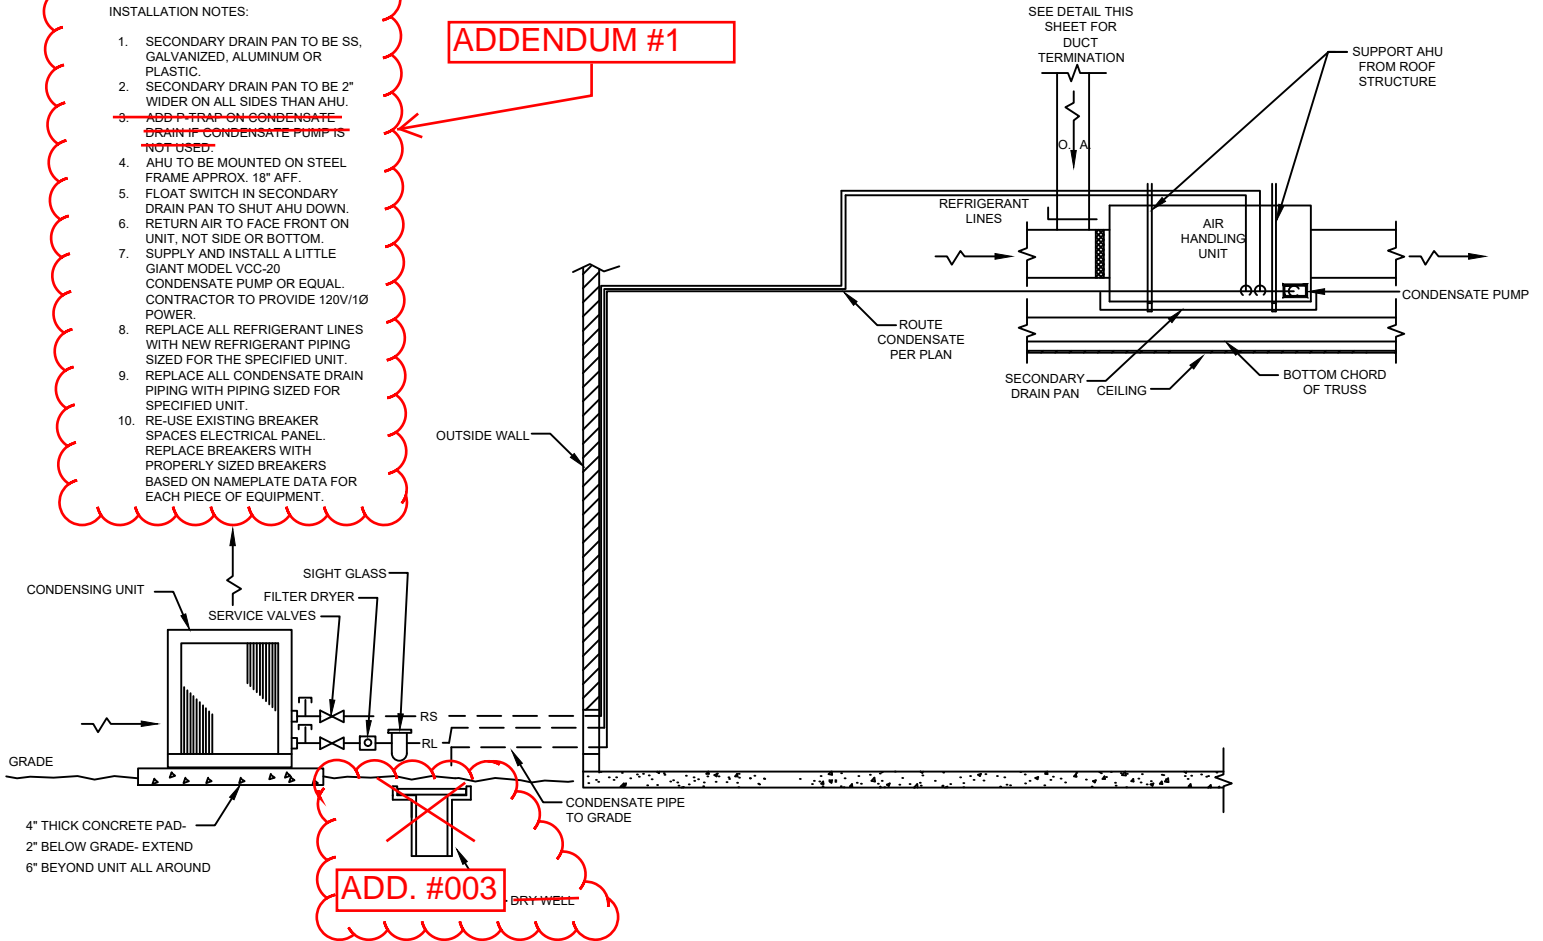 INSTALLATION NOTES:
1. SECONDARY DRAIN PAN TO BE SS,
GALVANIZED, ALUMINUM OR
PLASTIC.
2. SECONDARY DRAIN PAN TO BE 2"
WIDER ON ALL SIDES THAN AHU.
3. ADD P-TRAP ON CONDENSATE
DRAIN IF CONDENSATE PUMP IS
NOT USED.
4. AHU TO BE MOUNTED ON STEEL
FRAME APPROX. 18" AFF.
5. FLOAT SWITCH IN SECONDARY
DRAIN PAN TO SHUT AHU DOWN.
6. RETURN AIR TO FACE FRONT ON
UNIT, NOT SIDE OR BOTTOM.
7. SUPPLY AND INSTALL A LITTLE
GIANT MODEL VCC-20
CONDENSATE PUMP OR EQUAL.
CONTRACTOR TO PROVIDE 120V/1Ø
POWER.
8. REPLACE ALL REFRIGERANT LINES
WITH NEW REFRIGERANT PIPING
SIZED FOR THE SPECIFIED UNIT.
9. REPLACE ALL CONDENSATE DRAIN
PIPING WITH PIPING SIZED FOR
SPECIFIED UNIT.
10. RE-USE EXISTING BREAKER
SPACES ELECTRICAL PANEL.
REPLACE BREAKERS WITH
PROPERLY SIZED BREAKERS
BASED ON NAMEPLATE DATA FOR
EACH PIECE OF EQUIPMENT.
ADDENDUM #1
SEE DETAIL THIS
SHEET FOR
DUCT
TERMINATION
SUPPORT AHU
FROM ROOF
STRUCTURE
O. A.
REFRIGERANT
LINES
AIR
HANDLING
UNIT
CONDENSATE PUMP
ROUTE
CONDENSATE
PER PLAN
SECONDARY
DRAIN PAN
CEILING
BOTTOM CHORD
OF TRUSS
OUTSIDE WALL
SIGHT GLASS
CONDENSING UNIT
FILTER DRYER
SERVICE VALVES
RS
RL
GRADE
CONDENSATE PIPE
TO GRADE
4" THICK CONCRETE PAD-
2" BELOW GRADE- EXTEND
6" BEYOND UNIT ALL AROUND
ADD. #003
DRY WELL